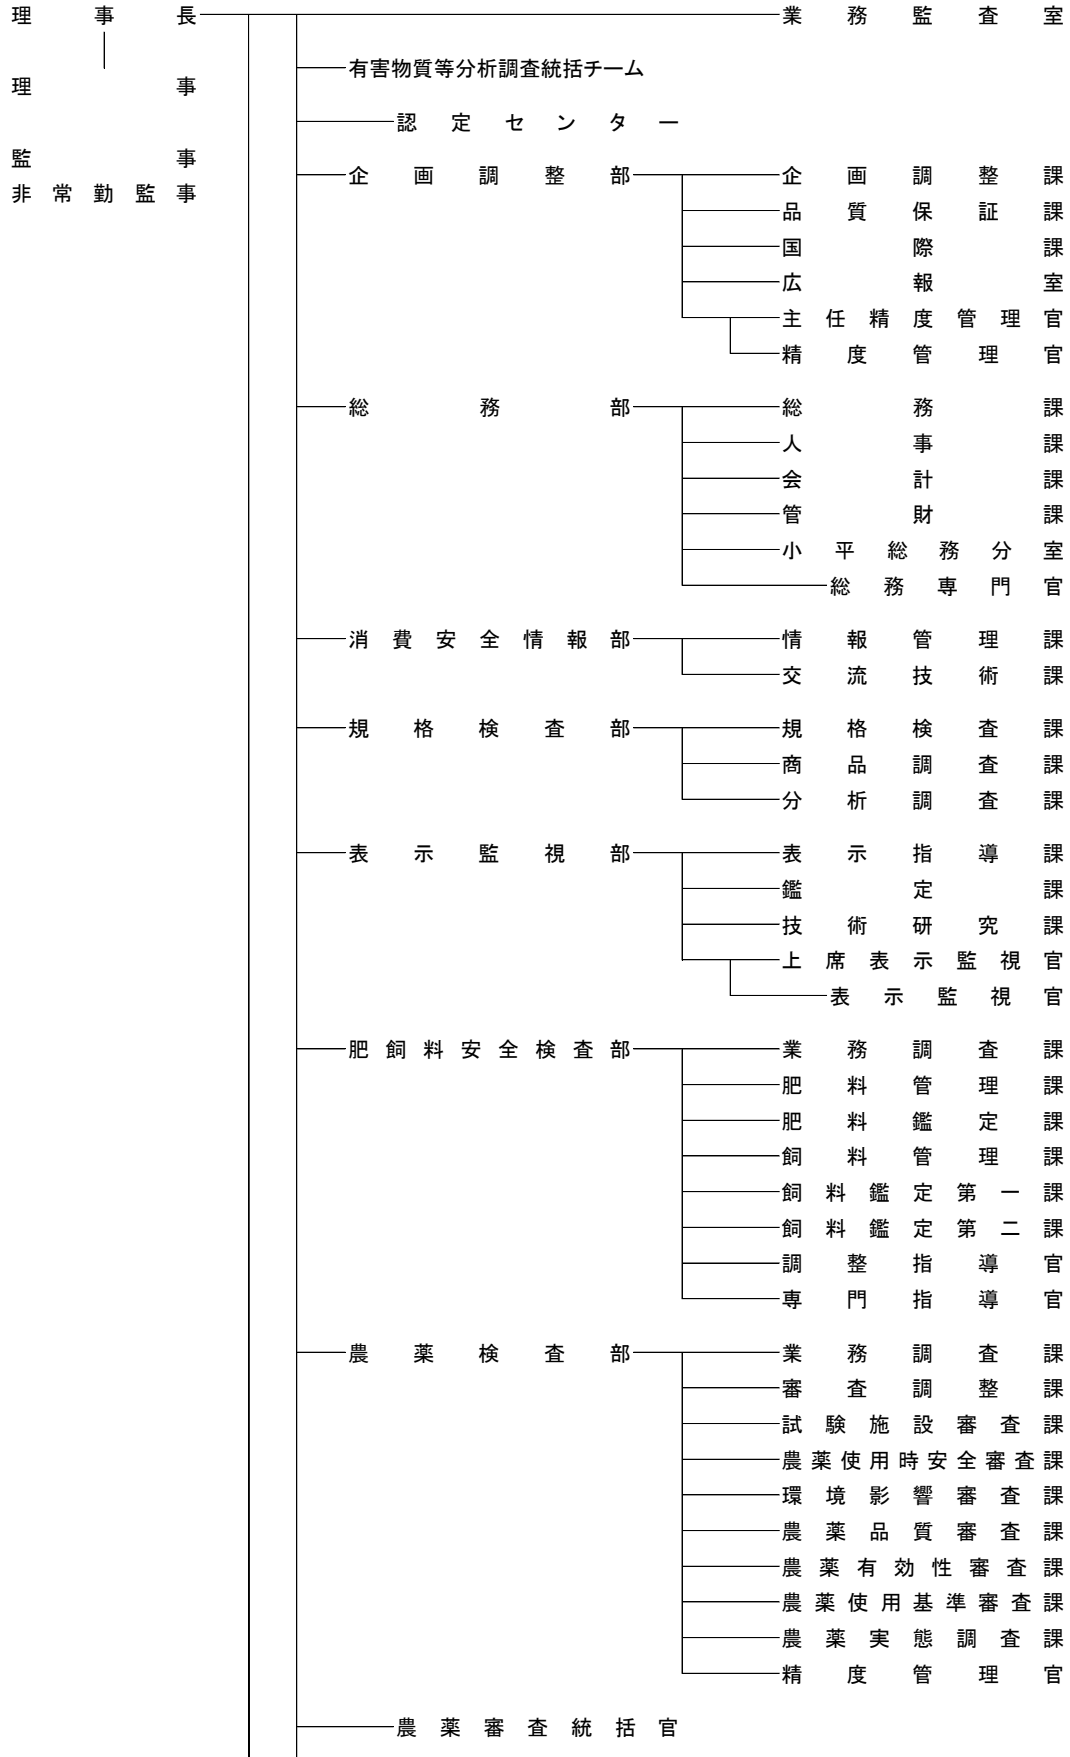 理事長 業務監査室
有害物質等分析調査統括チーム
理事
認定センター
監事
企画調整部 企画調整課
非常勤監事
品質保証課
国際課
広報室
主任精度管理官
精度管理官
総務部 総務課
人事課
会計課
管財課
小平総務分室
総務専門官
消費安全情報部 情報管理課
交流技術課
規格検査部 規格検査課
商品調査課
分析調査課
表示監視部 表示指導課
鑑定課
技術研究課
上席表示監視官
表示監視官
肥飼料安全検査部 業務調査課
肥料管理課
肥料鑑定課
飼料管理課
飼料鑑定第一課
飼料鑑定第二課
調整指導官
専門指導官
農薬検査部 業務調査課
審査調整課
試験施設審査課
農薬使用時安全審査課
環境影響審査課
農薬品質審査課
農薬有効性審査課
農薬使用基準審査課
農薬実態調査課
精度管理官
農薬審査統括官